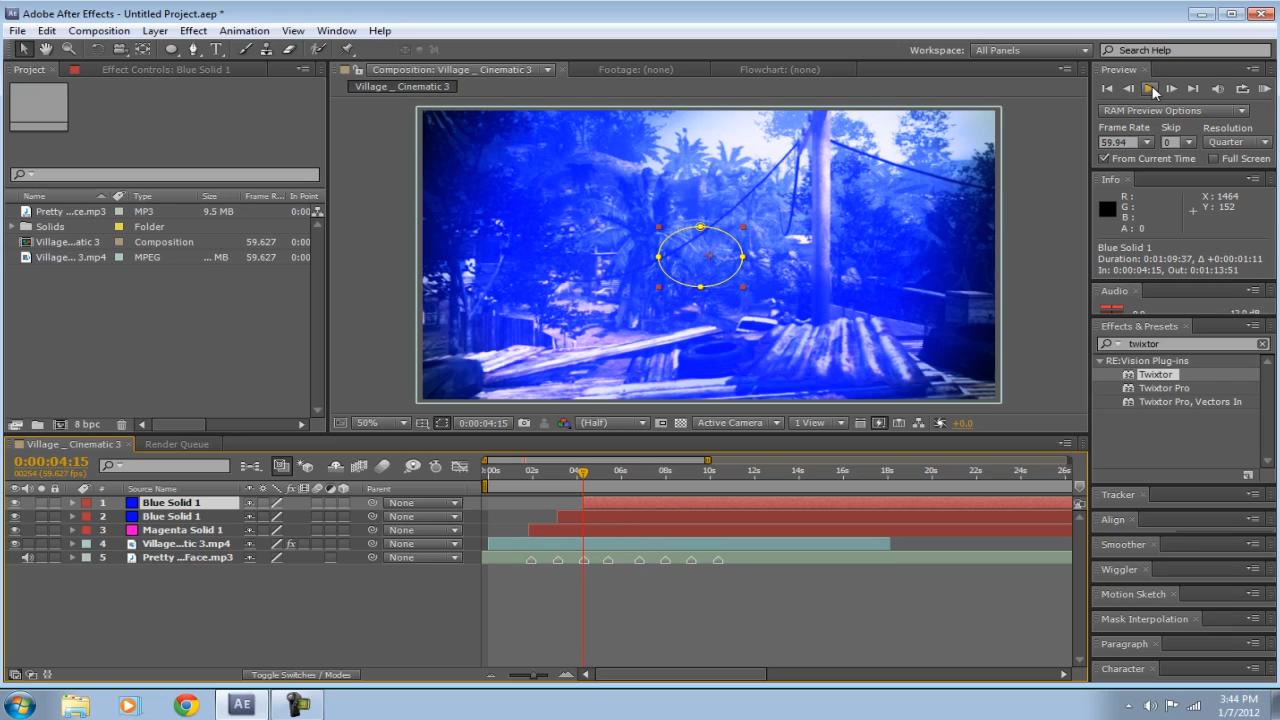 Adobe After Effects - Untitled Project.aep *
File Edit Composition Layer Effect Animation View Window Help
Workspace: All Panels Search Help
Project Effect Controls: Blue Solid 1 Composition: Village _ Cinematic 3 Footage: (none) Flowchart: (none) Preview
Village _ Cinematic 3
RAM Preview Options
Frame Rate Skip Resolution
59.94 0 Quarter
From Current Time Full Screen
Info
R : X : 1464
G : Y : 152
B :
A : 0
Blue Solid 1
Duration: 0:01:09:37, Δ +0:00:01:11
In: 0:00:04:15, Out: 0:01:13:51
Name Type Size Frame R... In Point
Pretty ...ce.mp3 MP3 9.5 MB 0:00
Solids Folder
Village...atic 3 Composition 59.627 0:00
Village... 3.mp4 MPEG ... MB 59.627 0:00
Audio
Effects & Presets
twixtor
RE:Vision Plug-ins
Twixtor
Twixtor Pro
Twixtor Pro, Vectors In
8 bpc
50% 0:00:04:15 (Half) Active Camera 1 View +0.0
Village _ Cinematic 3 Render Queue
0:00:04:15
00254 (59.627 fps)
:00s 02s 04s 06s 08s 10s 12s 14s 16s 18s 20s 22s 24s 26s
# Source Name Parent
1 Blue Solid 1 None
2 Blue Solid 1 None
3 Magenta Solid 1 None
4 Village...tic 3.mp4 None
5 Pretty ...Face.mp3 None
Tracker
Align
Smoother
Wiggler
Motion Sketch
Mask Interpolation
Paragraph
Character
Toggle Switches / Modes
3:44 PM
1/7/2012